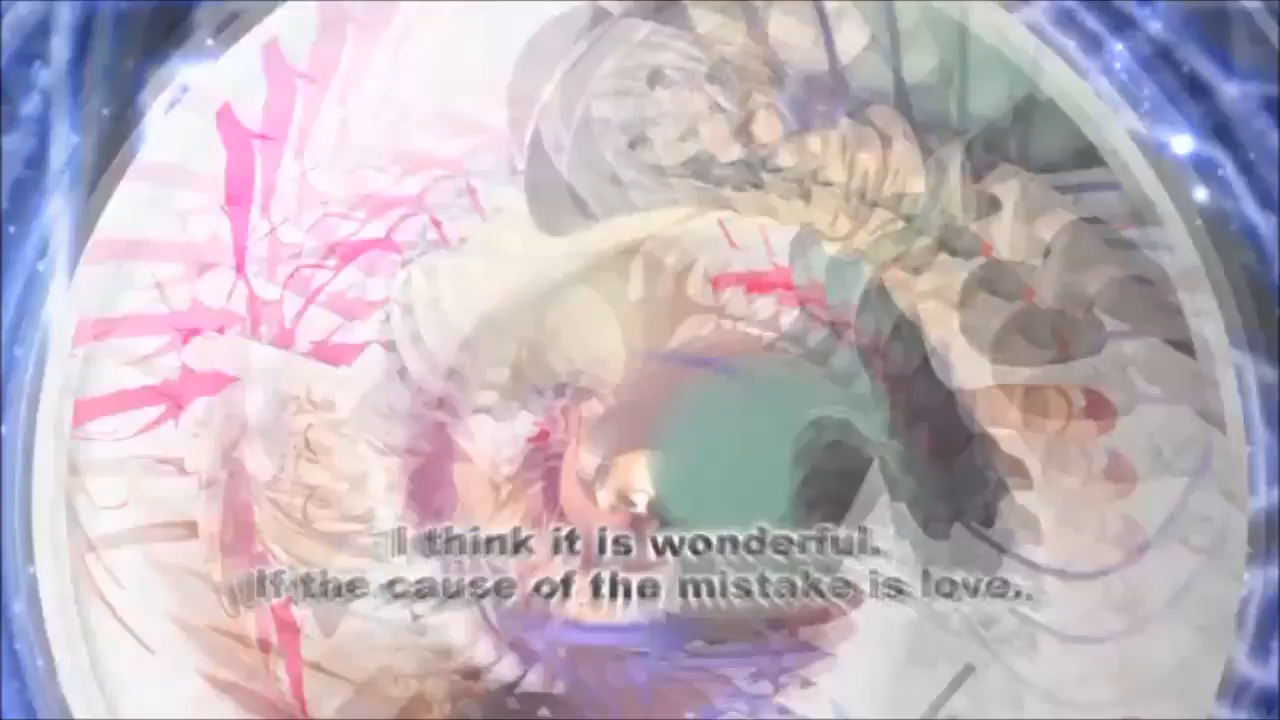 I think it is wonderful.
If the cause of the mistake is love..